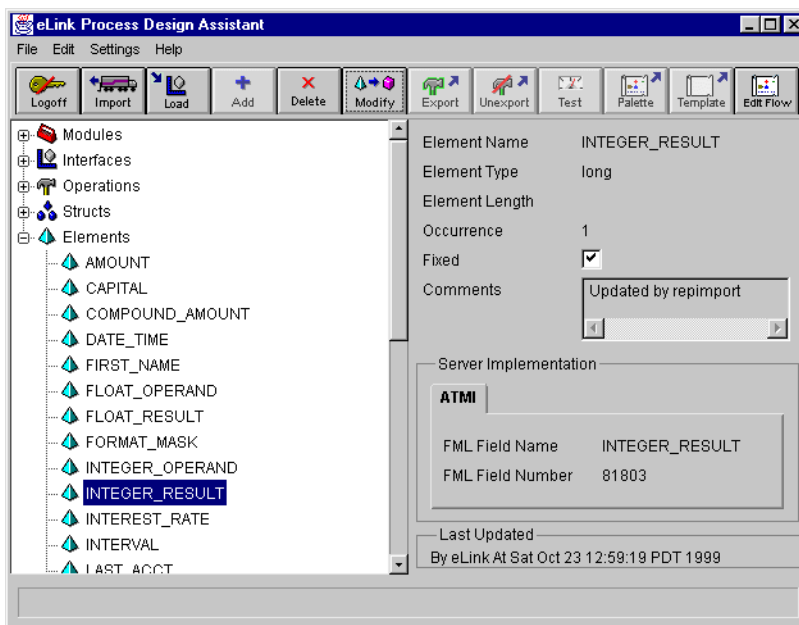 eLink Process Design Assistant
File Edit Settings Help
Logoff Import Load Add Delete Modify Export Unexport Test Palette Template Edit Flow
Modules
Interfaces
Operations
Structs
Elements
AMOUNT
CAPITAL
COMPOUND_AMOUNT
DATE_TIME
FIRST_NAME
FLOAT_OPERAND
FLOAT_RESULT
FORMAT_MASK
INTEGER_OPERAND
INTEGER_RESULT
INTEREST_RATE
INTERVAL
LAST_ACCT
Element Name INTEGER_RESULT
Element Type long
Element Length
Occurrence 1
Fixed
Comments Updated by repimport
Server Implementation
ATMI
FML Field Name INTEGER_RESULT
FML Field Number 81803
Last Updated
By eLink At Sat Oct 23 12:59:19 PDT 1999